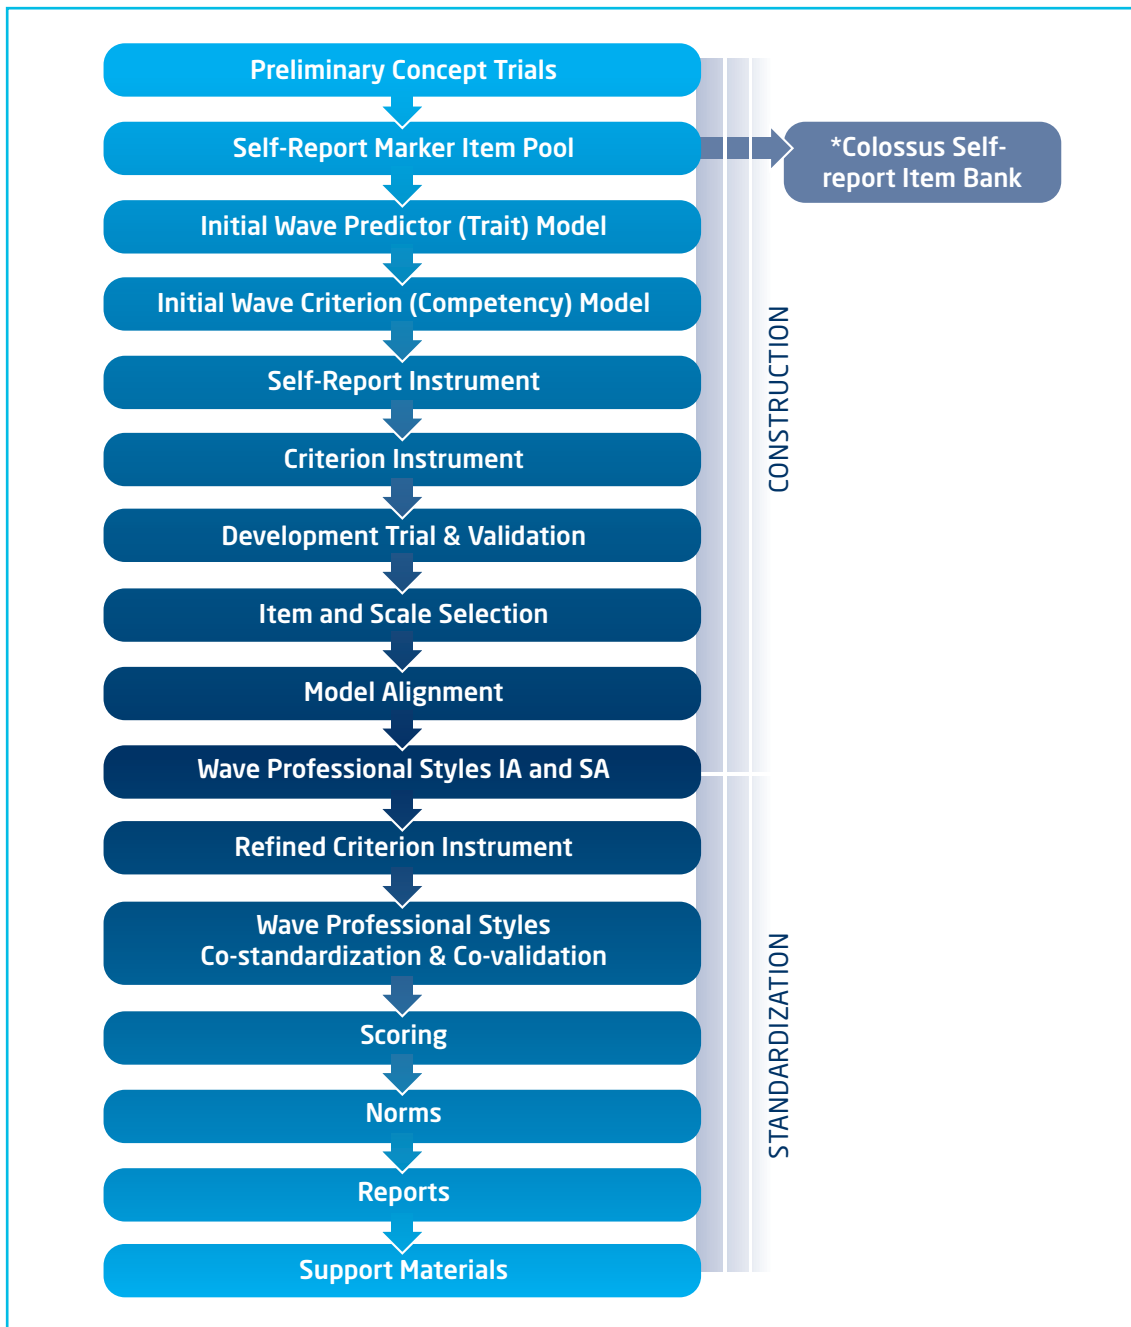 Preliminary Concept Trials
Self-Report Marker Item Pool
*Colossus Self-
report Item Bank
Initial Wave Predictor (Trait) Model
Initial Wave Criterion (Competency) Model
Self-Report Instrument
Criterion Instrument
Development Trial & Validation
Item and Scale Selection
Model Alignment
Wave Professional Styles IA and SA
Refined Criterion Instrument
Wave Professional Styles
Co-standardization & Co-validation
Scoring
Norms
Reports
Support Materials
CONSTRUCTION
STANDARDIZATION